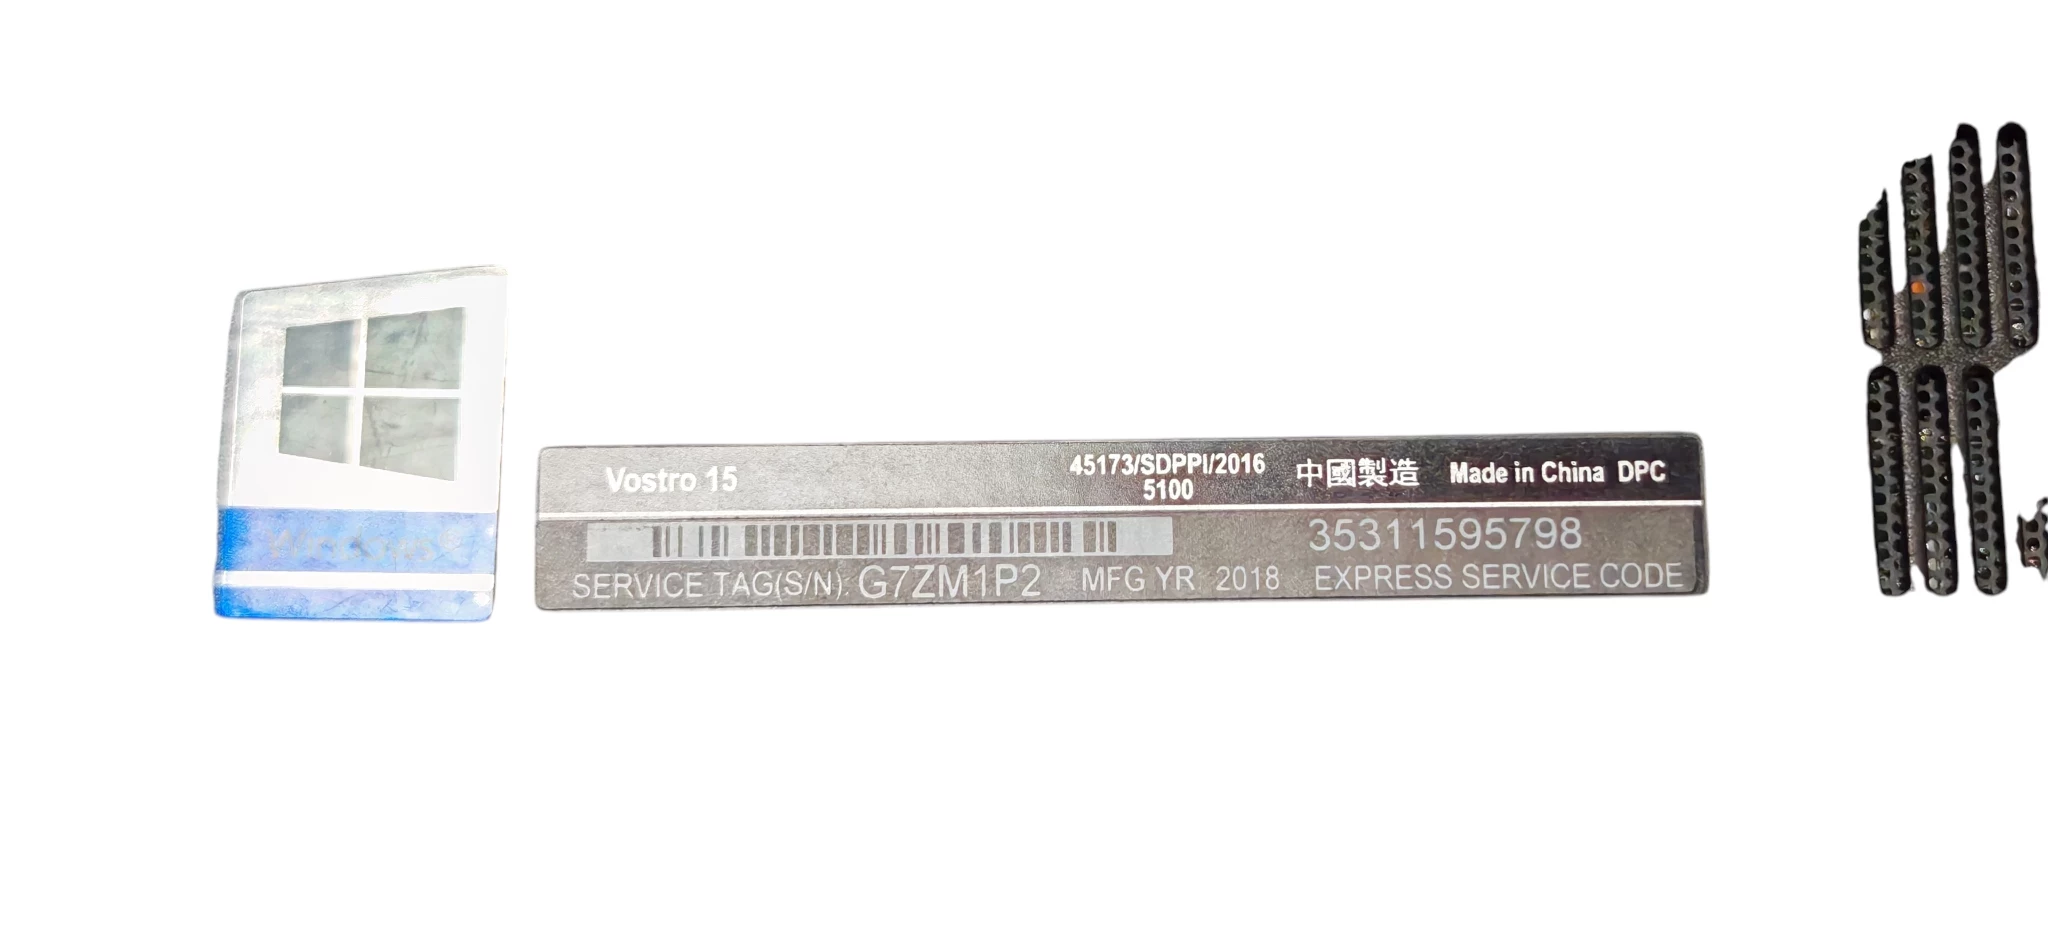 Windows®
Vostro 15
45173/SDPPI/2016
5100
中國製造 Made in China DPC
35311595798
SERVICE TAG(S/N). G7ZM1P2 MFG YR 2018 EXPRESS SERVICE CODE